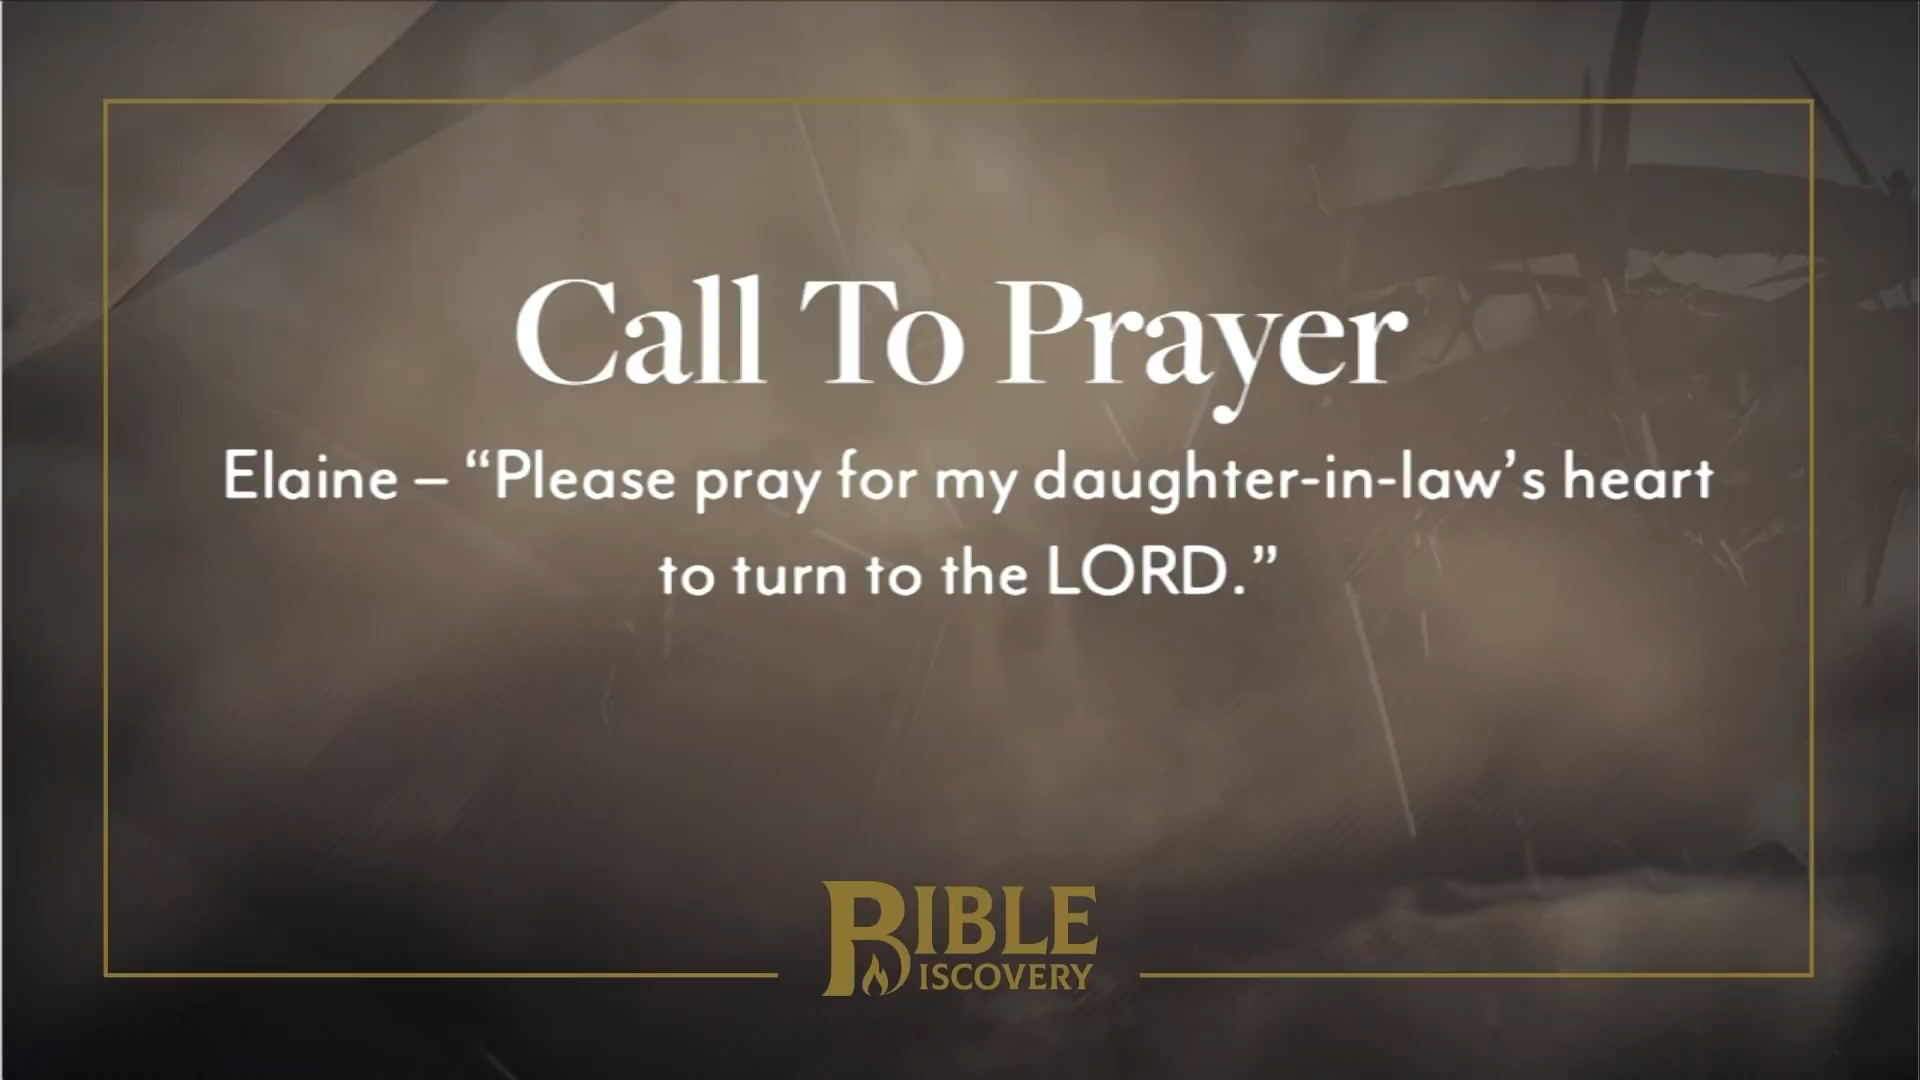 Call To Prayer
Elaine – “Please pray for my daughter-in-law’s heart
to turn to the LORD.”
BIBLE
DISCOVERY